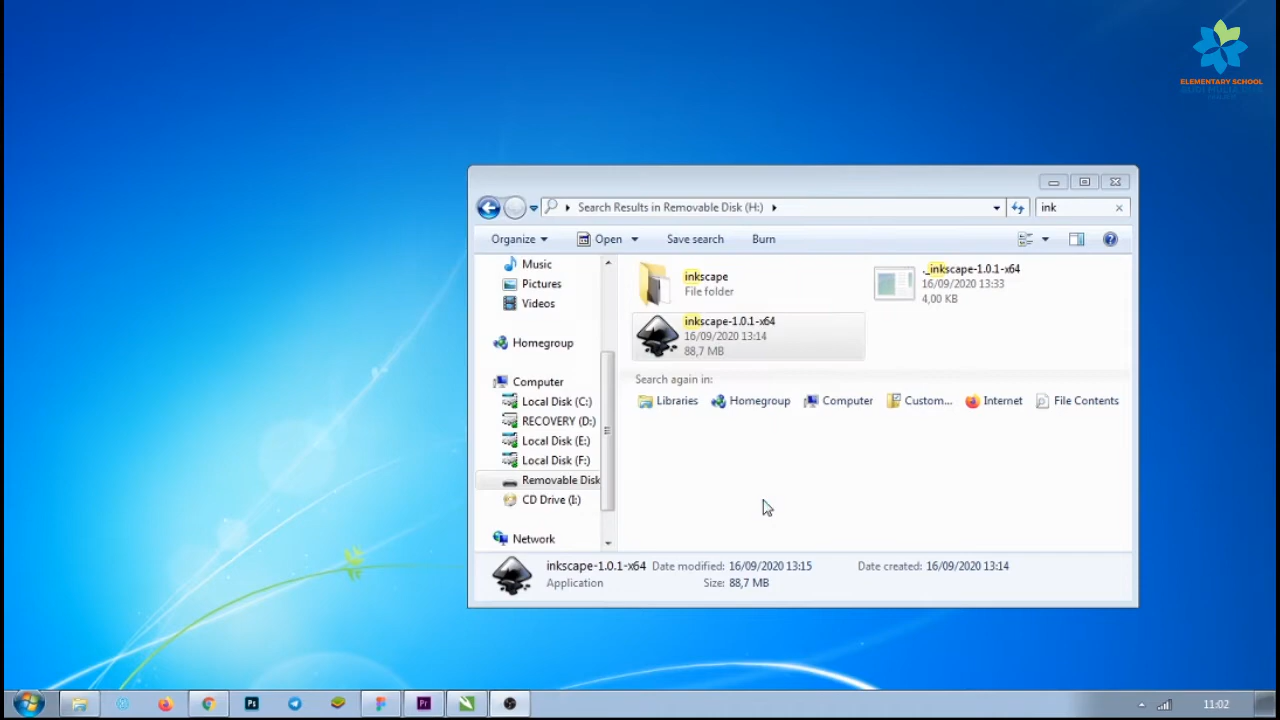 ELEMENTARY SCHOOL
Search Results in Removable Disk (H:)
ink
Organize
Open
Save search
Burn
Music
Pictures
Videos
Homegroup
Computer
Local Disk (C:)
RECOVERY (D:)
Local Disk (E:)
Local Disk (F:)
Removable Disk
CD Drive (I:)
Network
inkscape
File folder
._inkscape-1.0.1-x64
16/09/2020 13:33
4,00 KB
inkscape-1.0.1-x64
16/09/2020 13:14
88,7 MB
Search again in:
Libraries Homegroup Computer Custom... Internet File Contents
inkscape-1.0.1-x64 Date modified: 16/09/2020 13:15 Date created: 16/09/2020 13:14
Application Size: 88,7 MB
Ps
Pr
11:02